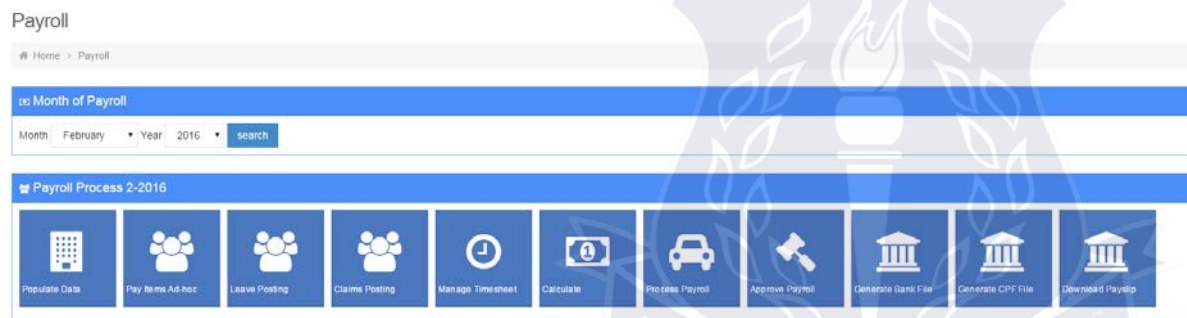 Payroll
Home > Payroll
Month of Payroll
Month February Year 2016 search
Payroll Process 2-2016
Populate Data
Pay Items Ad-hoc
Leave Posting
Claims Posting
Manage Timesheet
Calculate
Process Payroll
Approve Payroll
Generate Bank File
Generate CPF File
Download Payslip